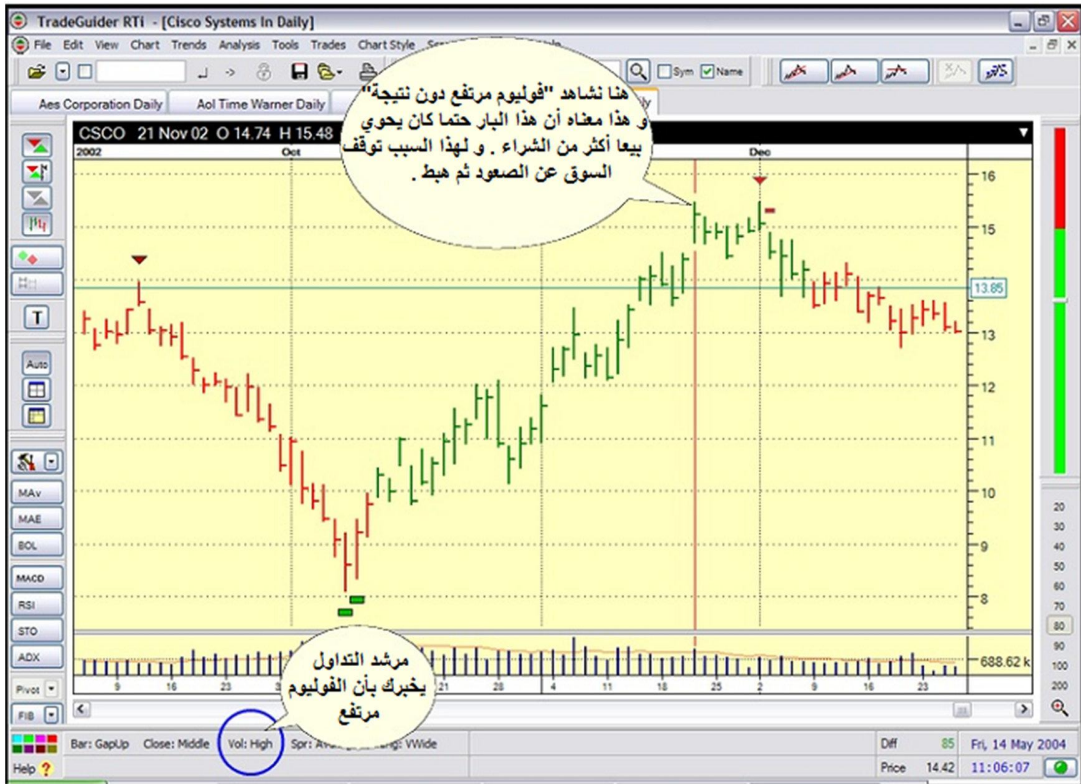 TradeGuider RTi - [Cisco Systems In Daily]
File Edit View Chart Trends Analysis Tools Trades Chart Style
Sym Name
Aes Corporation Daily Aol Time Warner Daily
هنا نشاهد "فوليوم مرتفع دون نتيجة"
و هذا معناه أن هذا البار حتما كان يحوي
بيعا أكثر من الشراء . و لهذا السبب توقف
السوق عن الصعود ثم هبط .
CSCO 21 Nov 02 O 14.74 H 15.48
2002 Oct Dec
16
15
13.85
13
12
11
10
9
8
688.62 k
9 16 23 21 28 4 11 18 25 2 9 16 23
T
Auto
MAv
MAE
BOL
MACD
RSI
STO
ADX
Pivot
FIB
20
30
40
50
60
70
80
90
100
200
مرشد التداول
يخبرك بأن الفوليوم
مرتفع
Bar: GapUp Close: Middle Vol: High VWide
Diff 85 Fri, 14 May 2004
Help ? Price 14.42 11:06:07